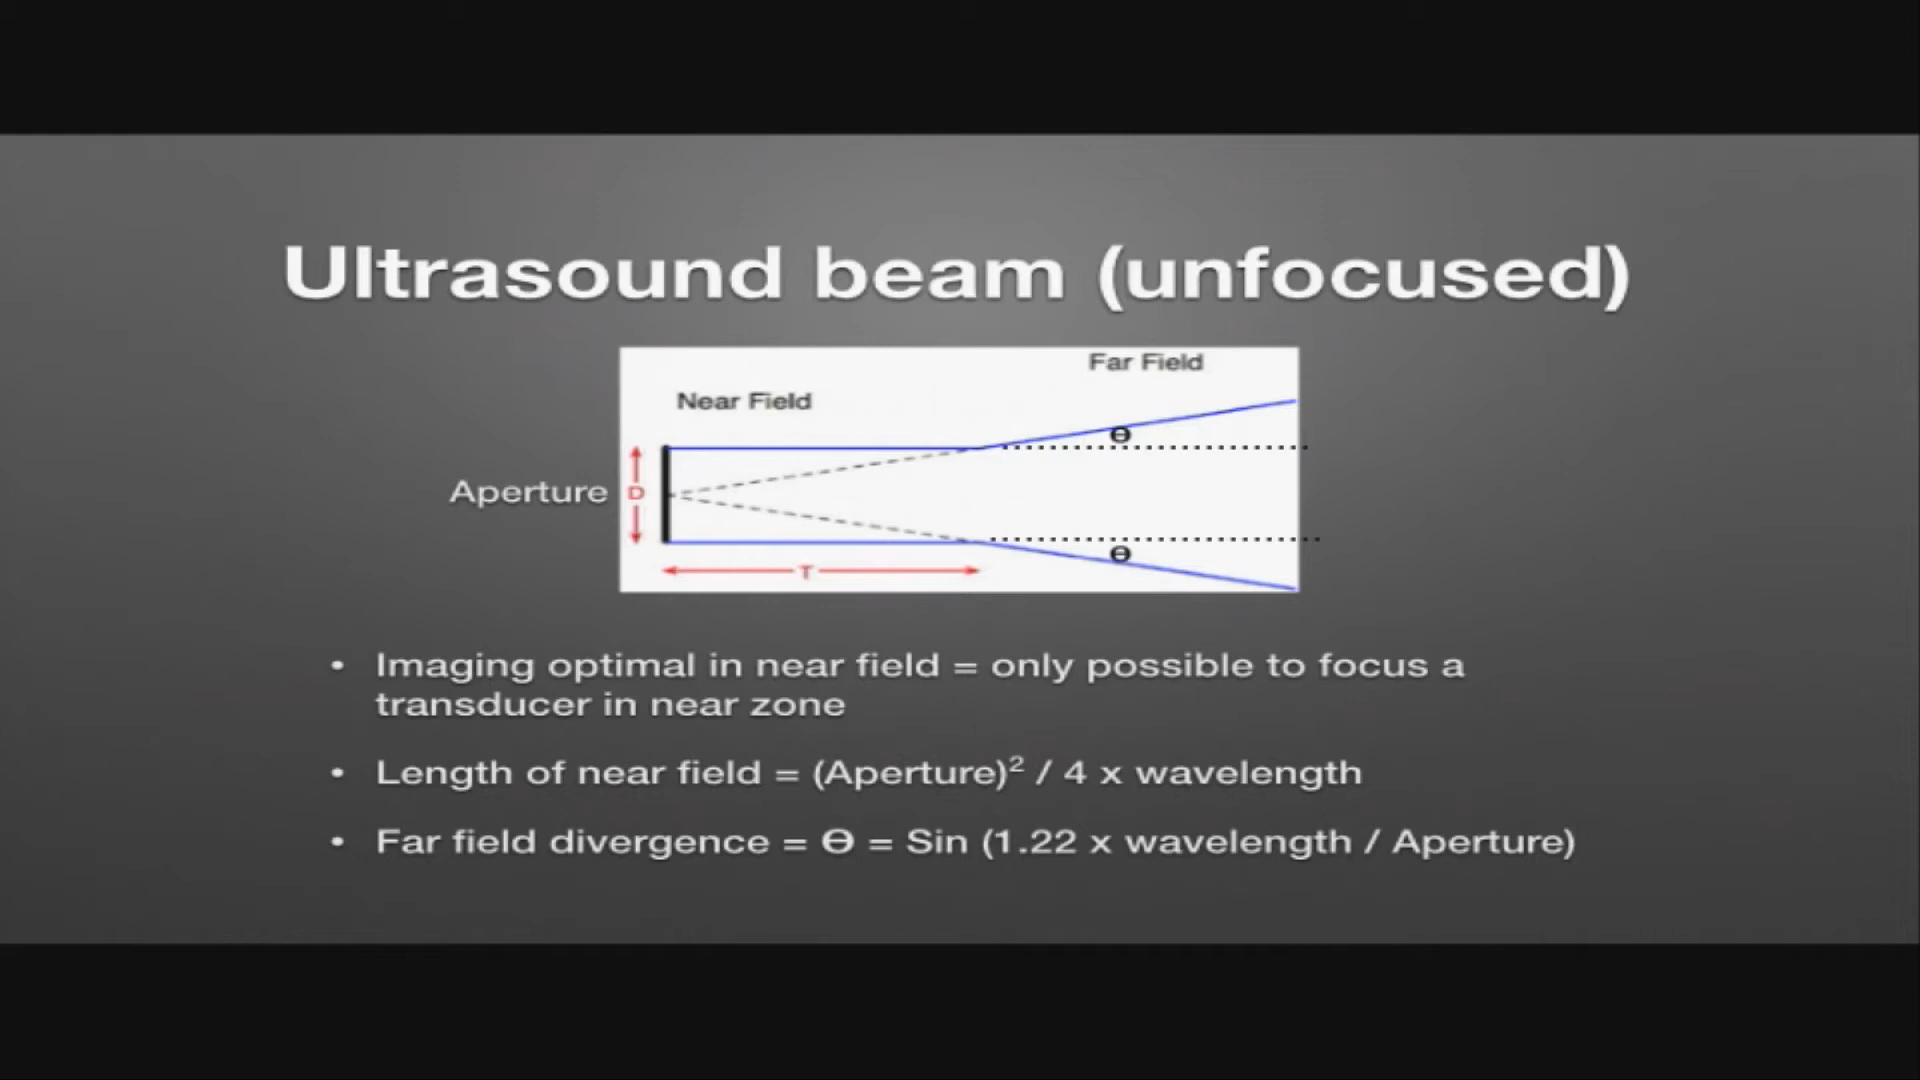 Ultrasound beam (unfocused)
Far Field
Near Field
ϴ
Aperture
D
ϴ
T
• Imaging optimal in near field = only possible to focus a
transducer in near zone
• Length of near field = (Aperture)² / 4 x wavelength
• Far field divergence = ϴ = Sin (1.22 x wavelength / Aperture)